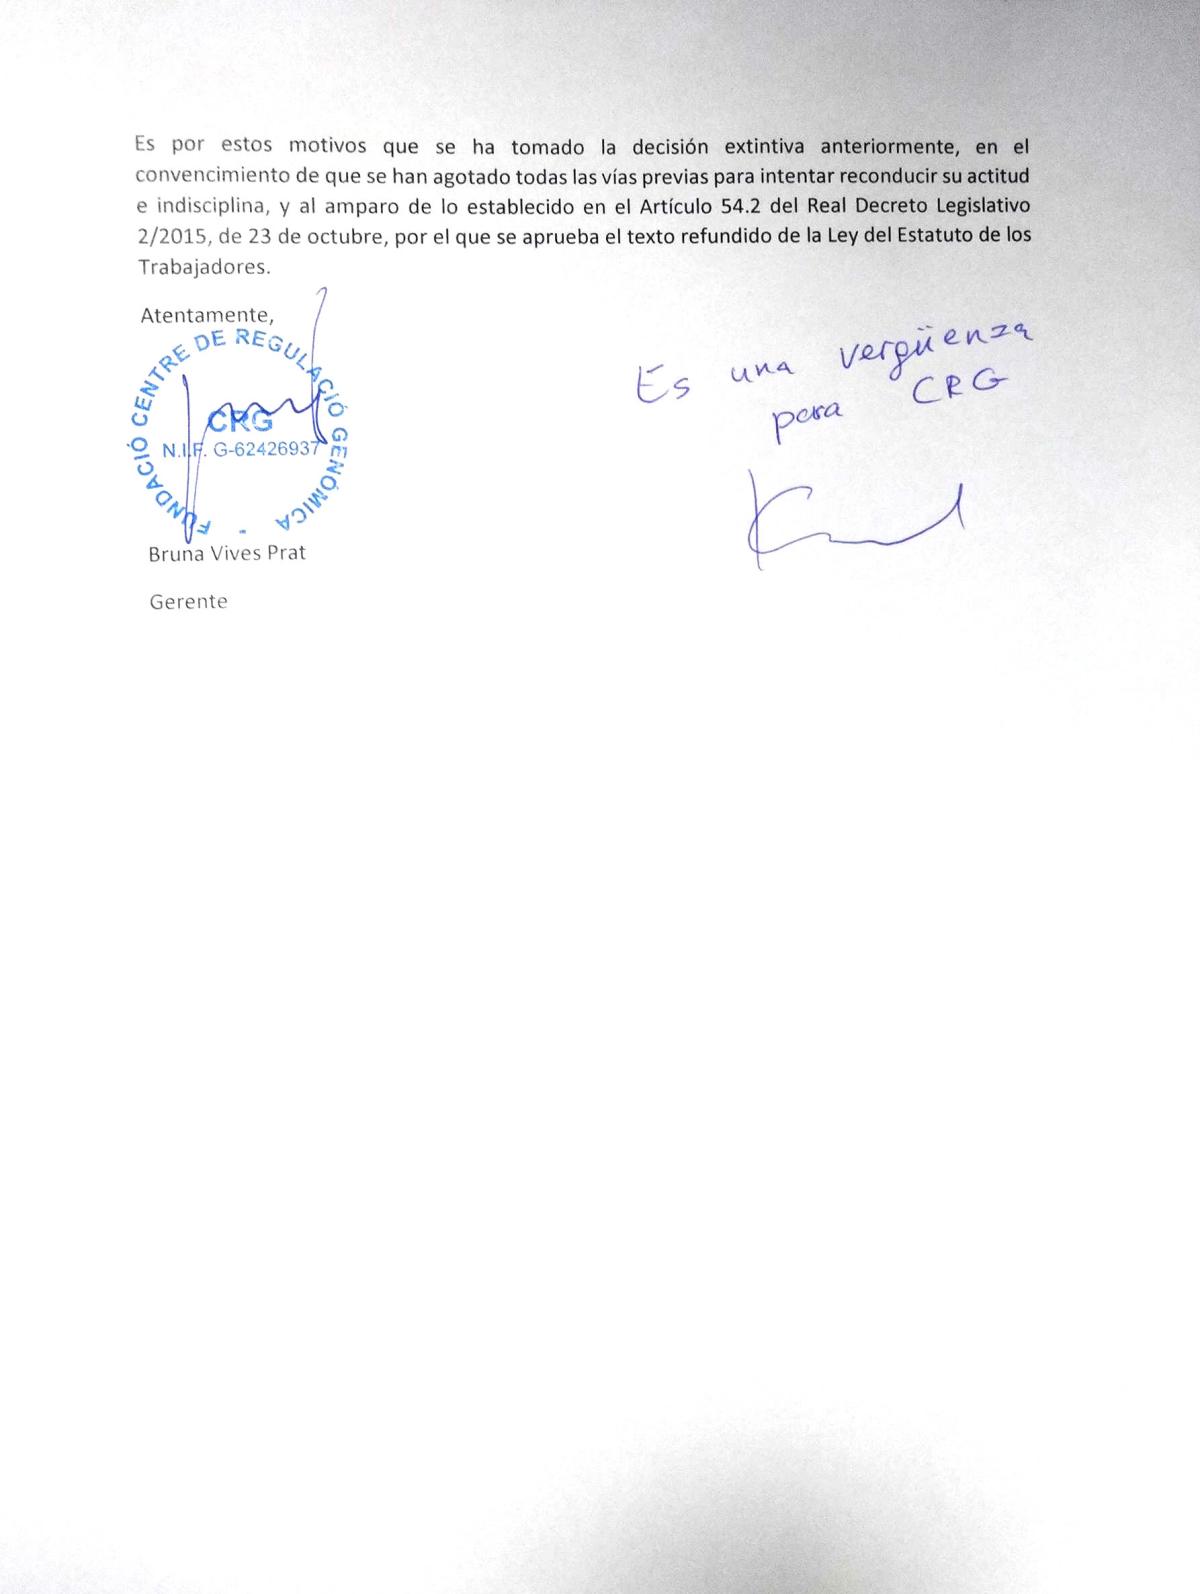 Es por estos motivos que se ha tomado la decisión extintiva anteriormente, en el
convencimiento de que se han agotado todas las vías previas para intentar reconducir su actitud
e indisciplina, y al amparo de lo establecido en el Artículo 54.2 del Real Decreto Legislativo
2/2015, de 23 de octubre, por el que se aprueba el texto refundido de la Ley del Estatuto de los
Trabajadores.
Atentamente,
FUNDACIÓ CENTRE DE REGULACIÓ GENÒMICA -
CRG
N.I.F. G-62426937
Es una vergüenza
para CRG
Bruna Vives Prat
Gerente